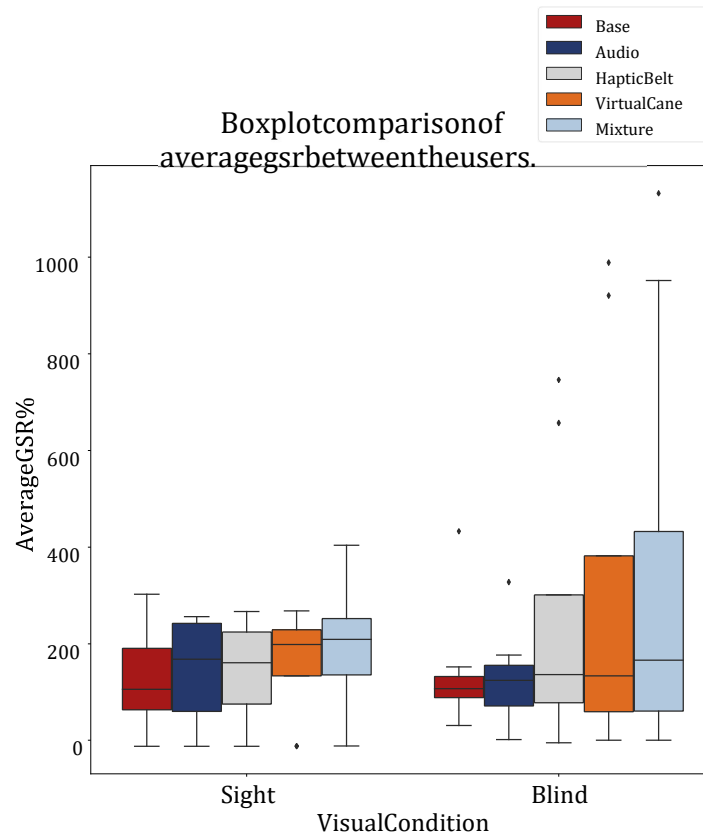 Base
Audio
HapticBelt
VirtualCane
Mixture
Boxplotcomparisonof
averagegsrbetweentheusers.
1000
800
600
400
200
0
AverageGSR%
Sight
Blind
VisualCondition